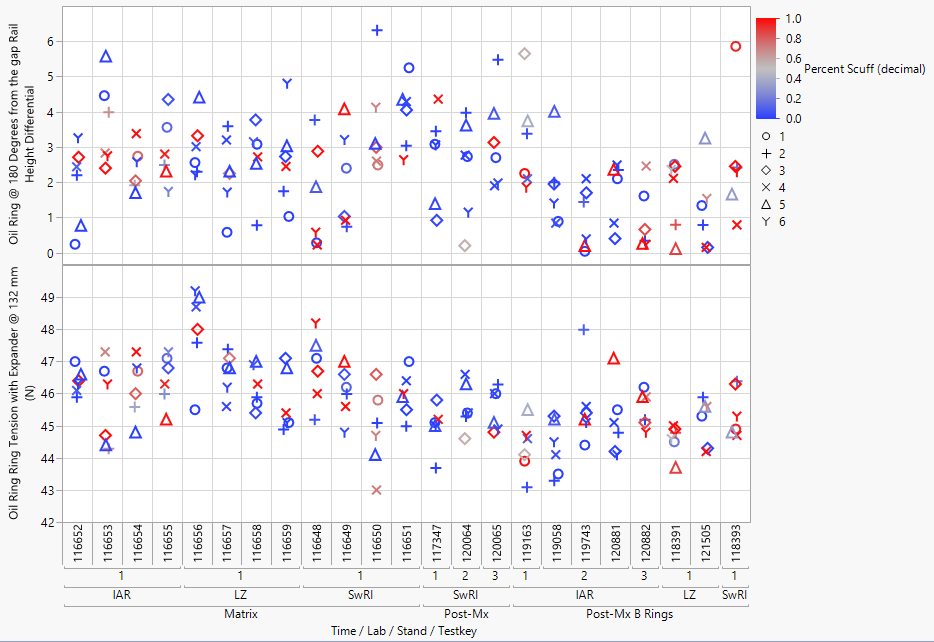 Oil Ring @ 180 Degrees from the gap Rail
Height Differential
6
5
4
3
2
1
0
Oil Ring Tension with Expander @ 132 mm
(N)
49
48
47
46
45
44
43
42
1.0
0.8
0.6
0.4
0.2
0.0
Percent Scuff (decimal)
1
2
3
4
5
6
116652 116653 116654 116655 116656 116657 116658 116659 116648 116649 116650 116651 117347 120064 120065 119163 119058 119743 120881 120882 118391 121505 118393
1 1 1 1 2 3 1 2 3 1 1
IAR LZ SwRI SwRI IAR LZ SwRI
Matrix Post-Mx Post-Mx B Rings
Time / Lab / Stand / Testkey